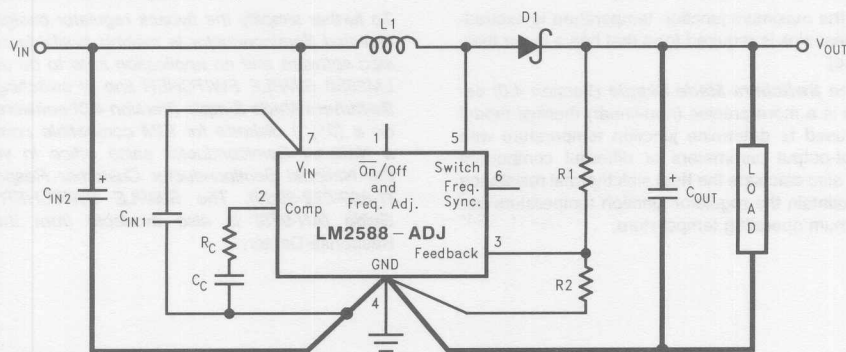 L1
D1
V_IN
V_OUT
7
1
5
V_IN
On/Off
and
Freq. Adj.
Switch
Freq.
Sync.
6
R1
C_IN2
C_IN1
2
Comp
C_OUT
LOAD
R_C
LM2588-ADJ
3
Feedback
C_C
GND
4
R2